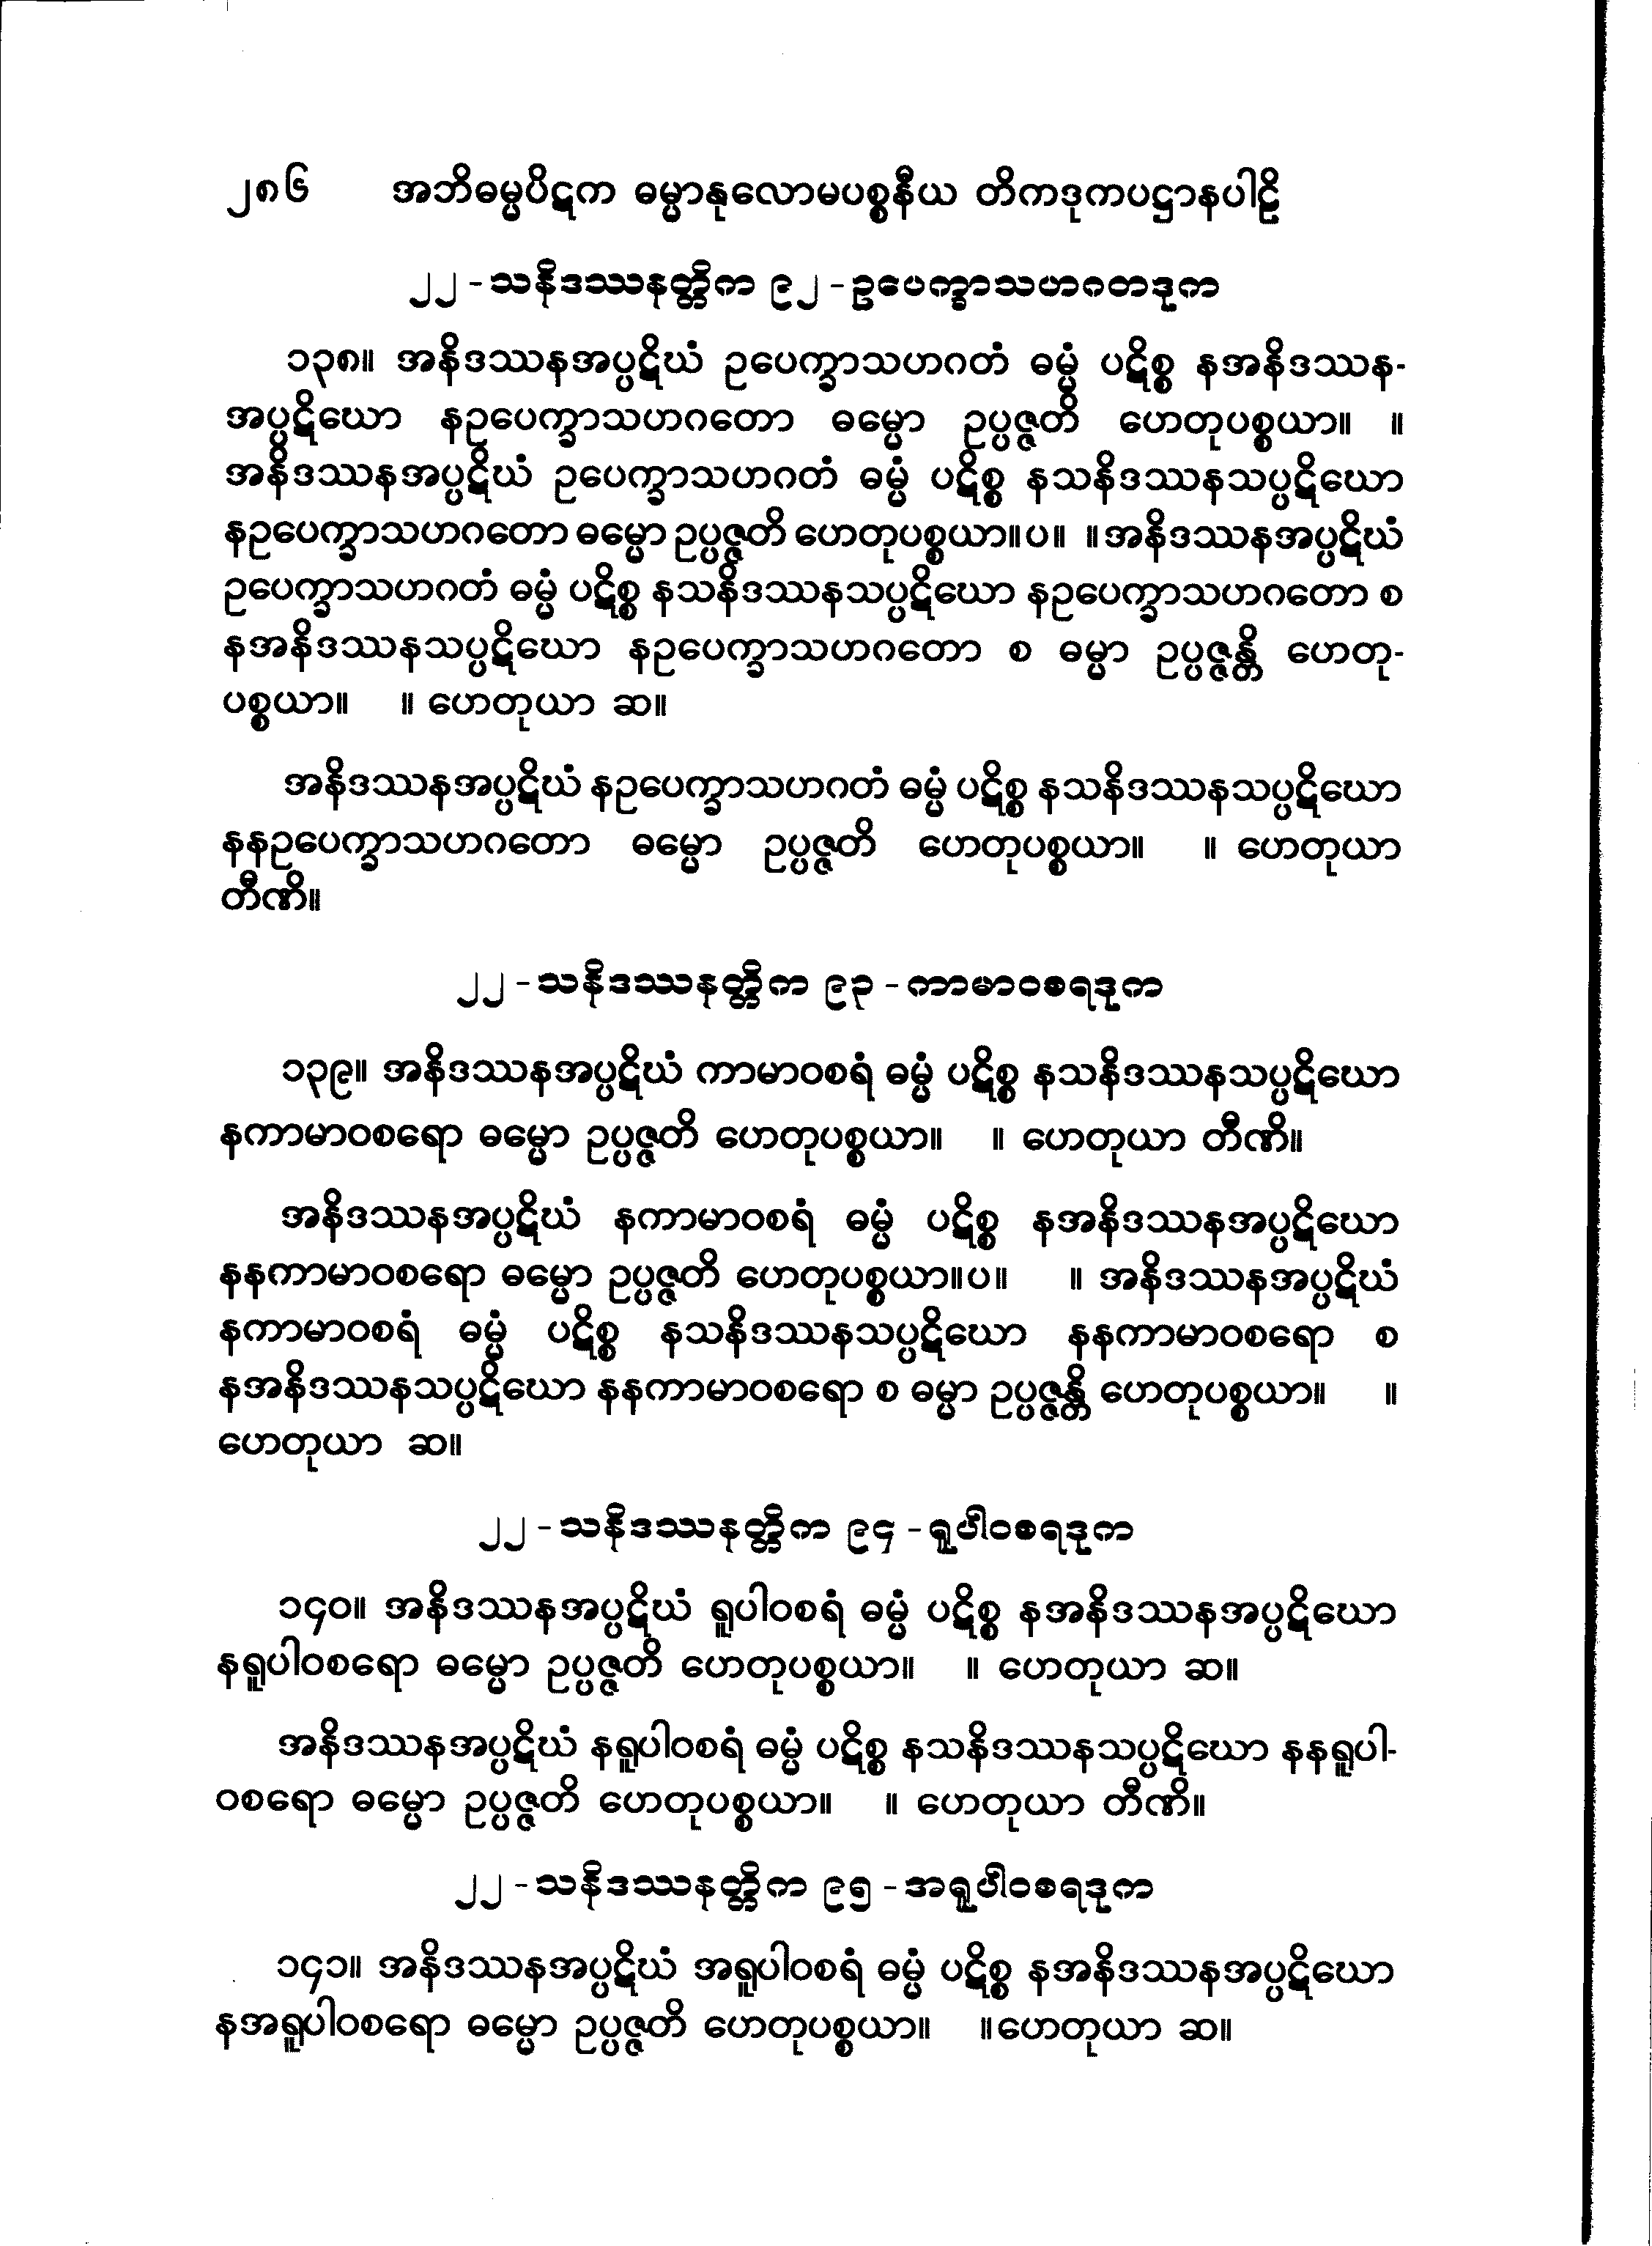 ၂၈၆ အဘိဓမ္မပိဋက ဓမ္မာနုလောမပစ္စနီယ တိကဒုကပဋ္ဌာနပါဠိ
၂၂ - သနိဒဿနတ္တိက ၉၂ - ဥပေက္ခာသဟဂတဒုက
၁၃၈။ အနိဒဿနအပ္ပဋိဃံ ဥပေက္ခာသဟဂတံ ဓမ္မံ ပဋိစ္စ နအနိဒဿန-
အပ္ပဋိဃော နဥပေက္ခာသဟဂတော ဓမ္မော ဥပ္ပဇ္ဇတိ ဟေတုပစ္စယာ။ ။
အနိဒဿနအပ္ပဋိဃံ ဥပေက္ခာသဟဂတံ ဓမ္မံ ပဋိစ္စ နသနိဒဿနသပ္ပဋိဃော
နဥပေက္ခာသဟဂတော ဓမ္မော ဥပ္ပဇ္ဇတိ ဟေတုပစ္စယာ။ပ။ ။အနိဒဿနအပ္ပဋိဃံ
ဥပေက္ခာသဟဂတံ ဓမ္မံ ပဋိစ္စ နသနိဒဿနသပ္ပဋိဃော နဥပေက္ခာသဟဂတော စ
နအနိဒဿနသပ္ပဋိဃော နဥပေက္ခာသဟဂတော စ ဓမ္မာ ဥပ္ပဇ္ဇန္တိ ဟေတု-
ပစ္စယာ။ ။ ဟေတုယာ ဆ။
အနိဒဿနအပ္ပဋိဃံ နဥပေက္ခာသဟဂတံ ဓမ္မံ ပဋိစ္စ နသနိဒဿနသပ္ပဋိဃော
နနဥပေက္ခာသဟဂတော ဓမ္မော ဥပ္ပဇ္ဇတိ ဟေတုပစ္စယာ။ ။ ဟေတုယာ
တီဏိ။
၂၂ - သနိဒဿနတ္တိက ၉၃ - ကာမာဝစရဒုက
၁၃၉။ အနိဒဿနအပ္ပဋိဃံ ကာမာဝစရံ ဓမ္မံ ပဋိစ္စ နသနိဒဿနသပ္ပဋိဃော
နကာမာဝစရော ဓမ္မော ဥပ္ပဇ္ဇတိ ဟေတုပစ္စယာ။ ။ ဟေတုယာ တီဏိ။
အနိဒဿနအပ္ပဋိဃံ နကာမာဝစရံ ဓမ္မံ ပဋိစ္စ နအနိဒဿနအပ္ပဋိဃော
နနကာမာဝစရော ဓမ္မော ဥပ္ပဇ္ဇတိ ဟေတုပစ္စယာ။ပ။ ။ အနိဒဿနအပ္ပဋိဃံ
နကာမာဝစရံ ဓမ္မံ ပဋိစ္စ နသနိဒဿနသပ္ပဋိဃော နနကာမာဝစရော စ
နအနိဒဿနသပ္ပဋိဃော နနကာမာဝစရော စ ဓမ္မာ ဥပ္ပဇ္ဇန္တိ ဟေတုပစ္စယာ။ ။
ဟေတုယာ ဆ။
၂၂ - သနိဒဿနတ္တိက ၉၄ - ရူပါဝစရဒုက
၁၄၀။ အနိဒဿနအပ္ပဋိဃံ ရူပါဝစရံ ဓမ္မံ ပဋိစ္စ နအနိဒဿနအပ္ပဋိဃော
နရူပါဝစရော ဓမ္မော ဥပ္ပဇ္ဇတိ ဟေတုပစ္စယာ။ ။ ဟေတုယာ ဆ။
အနိဒဿနအပ္ပဋိဃံ နရူပါဝစရံ ဓမ္မံ ပဋိစ္စ နသနိဒဿနသပ္ပဋိဃော နနရူပါ-
ဝစရော ဓမ္မော ဥပ္ပဇ္ဇတိ ဟေတုပစ္စယာ။ ။ ဟေတုယာ တီဏိ။
၂၂ - သနိဒဿနတ္တိက ၉၅ - အရူပါဝစရဒုက
၁၄၁။ အနိဒဿနအပ္ပဋိဃံ အရူပါဝစရံ ဓမ္မံ ပဋိစ္စ နအနိဒဿနအပ္ပဋိဃော
နအရူပါဝစရော ဓမ္မော ဥပ္ပဇ္ဇတိ ဟေတုပစ္စယာ။ ။ဟေတုယာ ဆ။